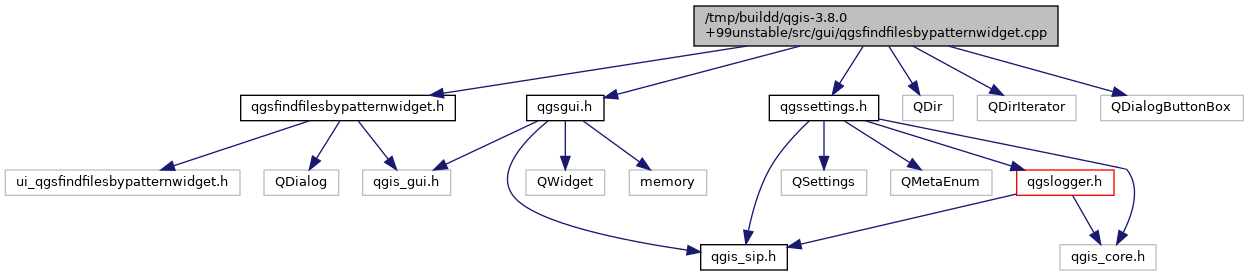 /tmp/buildd/qgis-3.8.0
+99unstable/src/gui/qgsfindfilesbypatternwidget.cpp
qgsfindfilesbypatternwidget.h
qgsgui.h
qgssettings.h
QDir
QDirIterator
QDialogButtonBox
ui_qgsfindfilesbypatternwidget.h
QDialog
qgis_gui.h
QWidget
memory
QSettings
QMetaEnum
qgslogger.h
qgis_sip.h
qgis_core.h